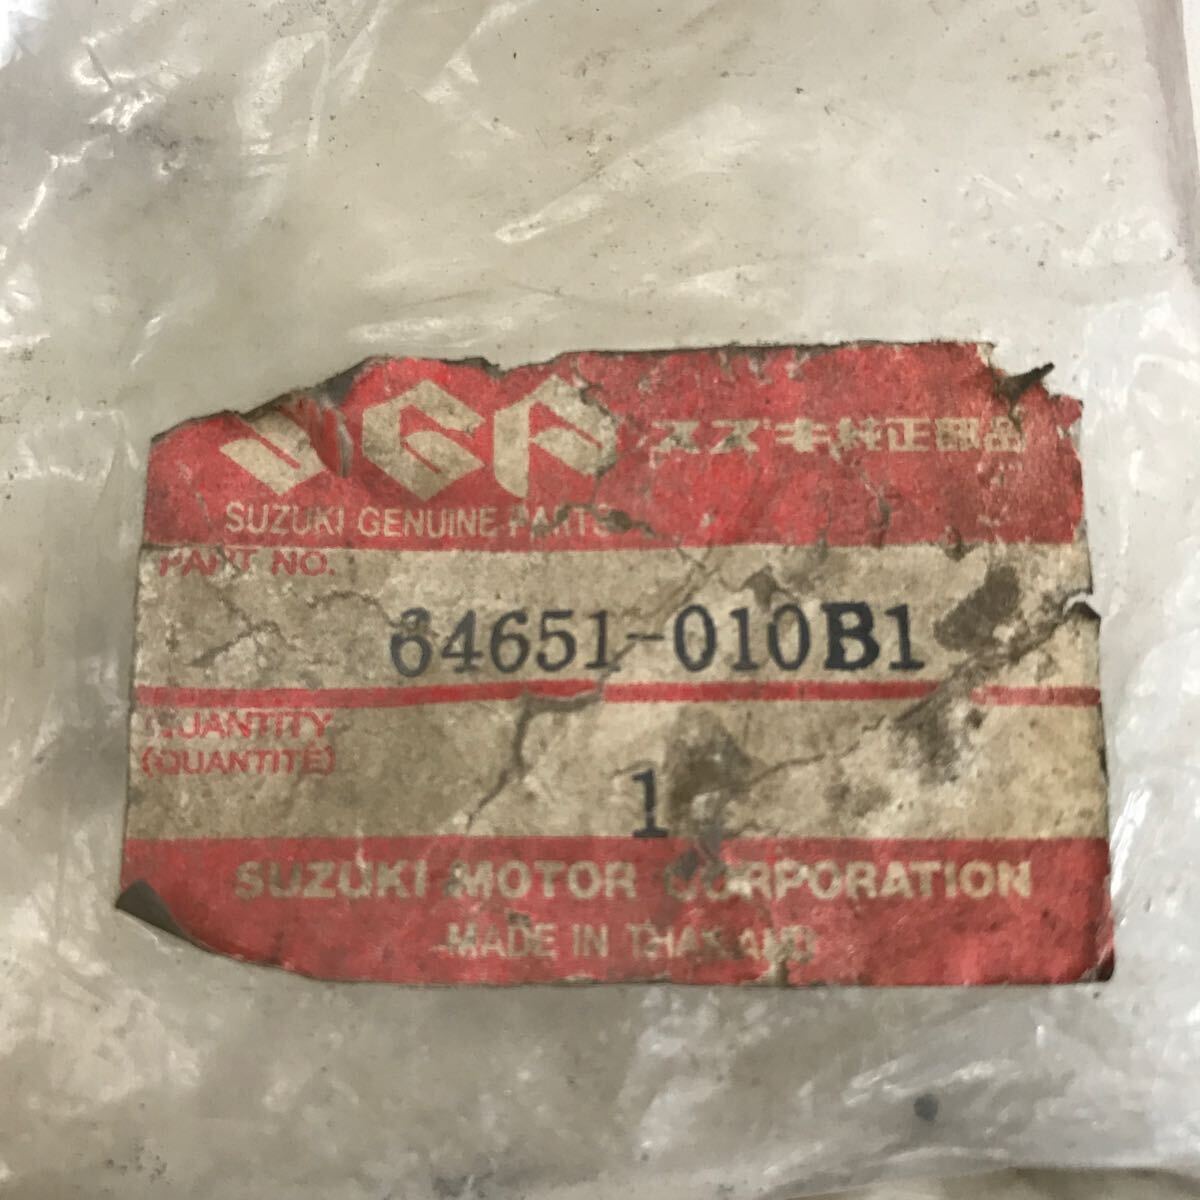 SGP スズキ純正部品
SUZUKI GENUINE PARTS
PART NO.
64651-010B1
QUANTITY
(QUANTITÉ)
1
SUZUKI MOTOR CORPORATION
MADE IN THAILAND